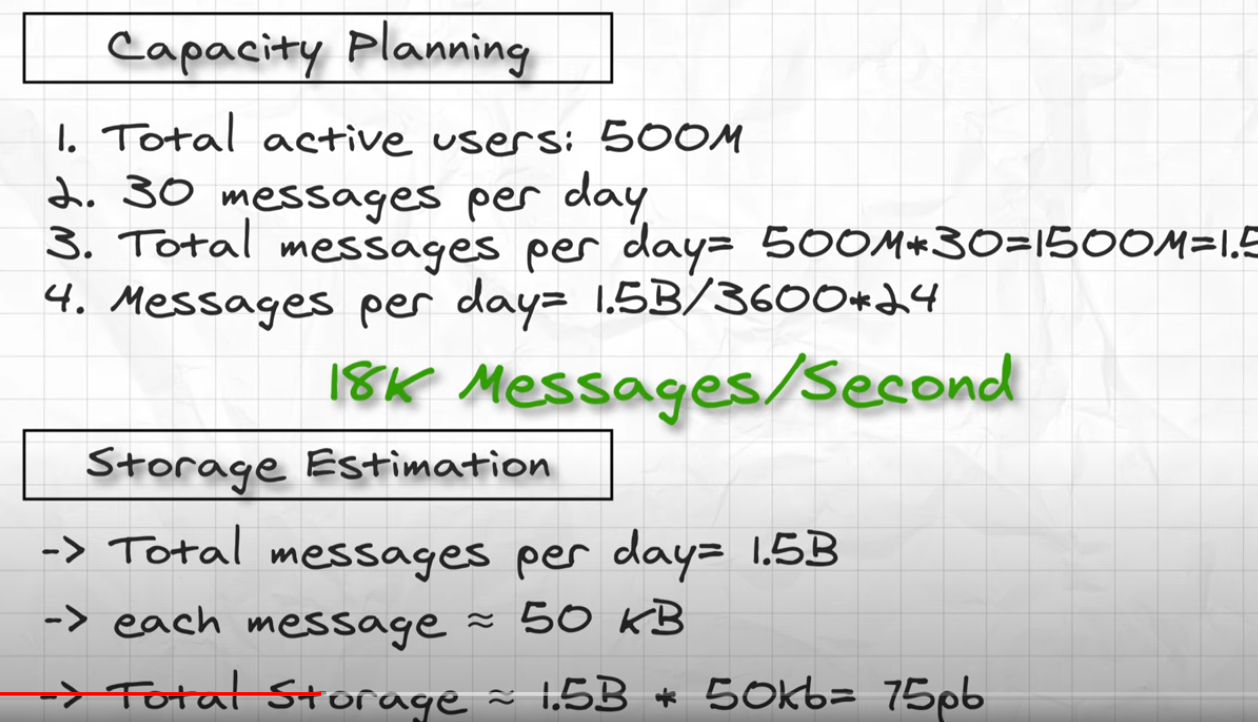 Capacity Planning
1. Total active users: 500M
2. 30 messages per day
3. Total messages per day= 500M*30=1500M=1.5
4. Messages per day= 1.5B/3600*24
18K Messages/Second
Storage Estimation
-> Total messages per day= 1.5B
-> each message ≈ 50 kB
-> Total Storage ≈ 1.5B * 50kb= 75pb